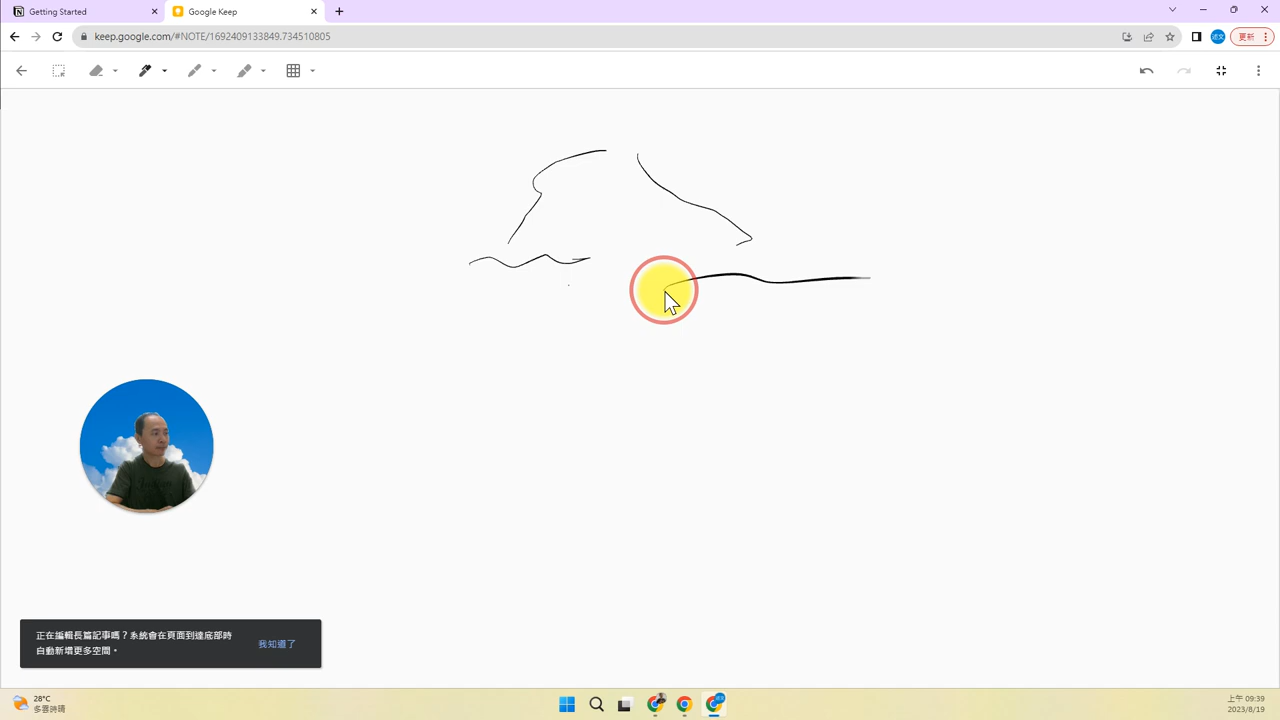 Getting Started
Google Keep
keep.google.com/#NOTE/1692409133849.734510805
更新
正在編輯長篇記事嗎？系統會在頁面到達底部時
自動新增更多空間。
我知道了
28°C
多雲時晴
上午 09:39
2023/8/19